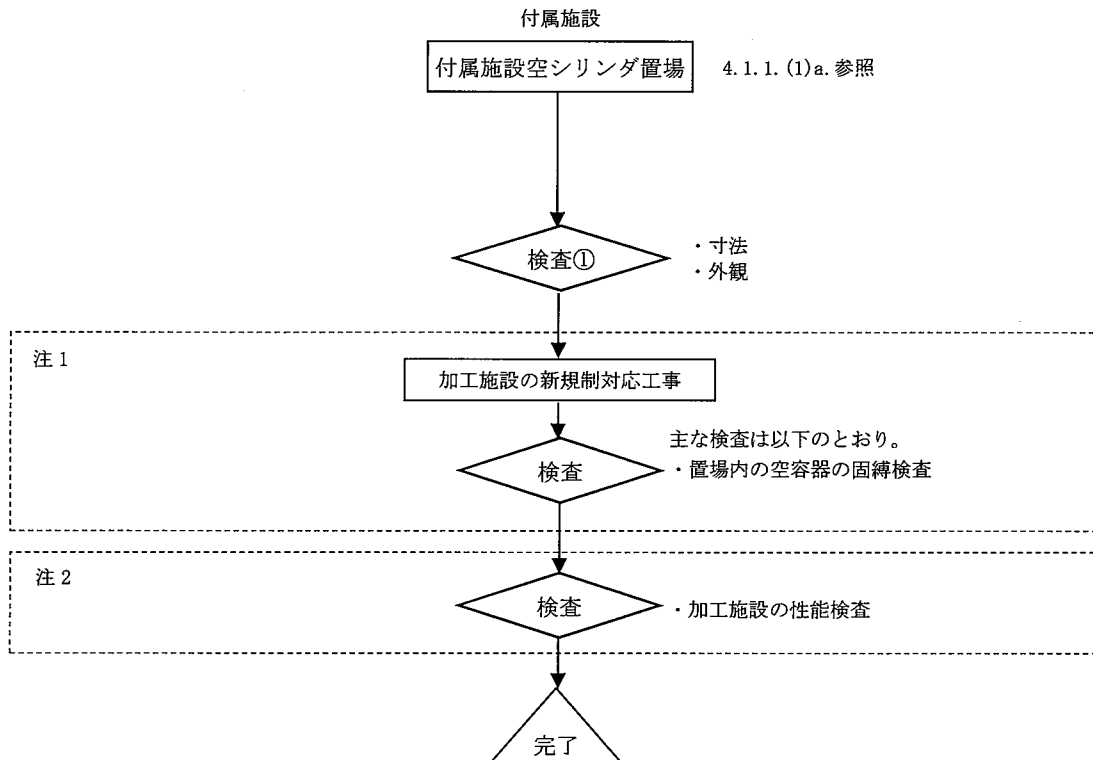 付属施設
付属施設空シリンダ置場
4.1.1.(1)a.参照
検査①
・寸法
・外観
注1
加工施設の新規制対応工事
主な検査は以下のとおり。
検査
・置場内の空容器の固縛検査
注2
検査
・加工施設の性能検査
完了